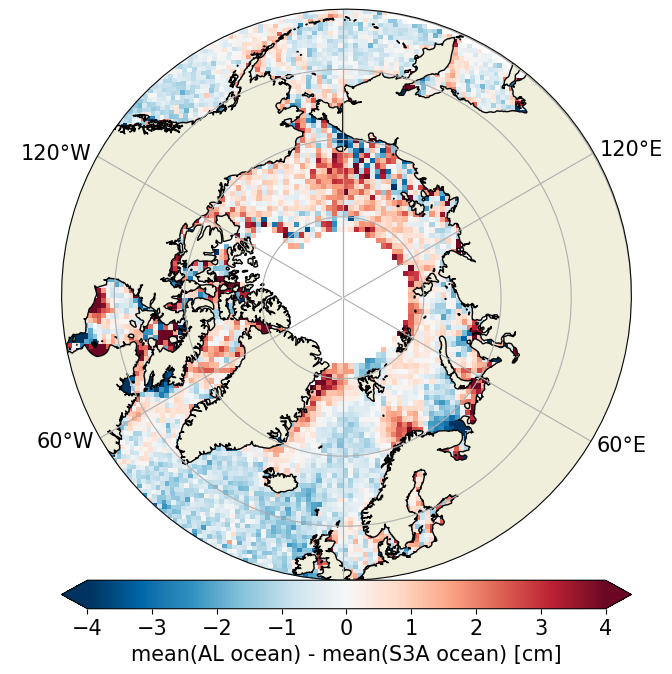 120°W
120°E
60°W
60°E
−4 −3 −2 −1 0 1 2 3 4
mean(AL ocean) - mean(S3A ocean) [cm]